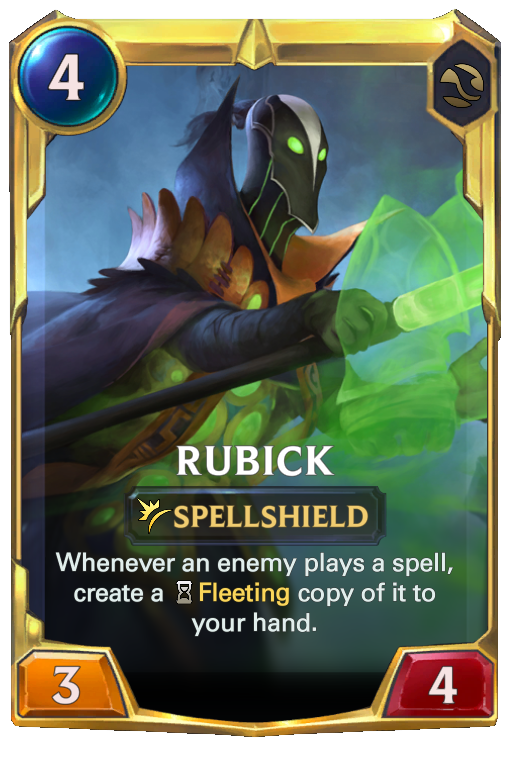 4
RUBICK
SPELLSHIELD
Whenever an enemy plays a spell,
create a Fleeting copy of it to
your hand.
3 4